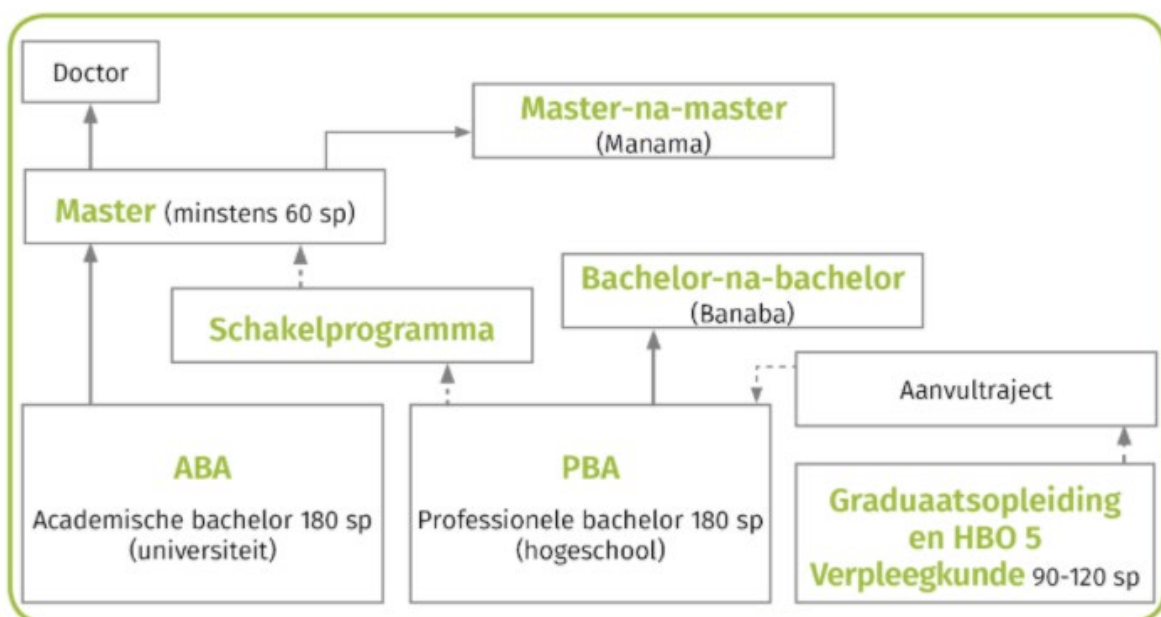 Doctor
Master-na-master
(Manama)
Master (minstens 60 sp)
Bachelor-na-bachelor
(Banaba)
Schakelprogramma
Aanvultraject
ABA
Academische bachelor 180 sp
(universiteit)
PBA
Professionele bachelor 180 sp
(hogeschool)
Graduaatsopleiding
en HBO 5
Verpleegkunde 90-120 sp